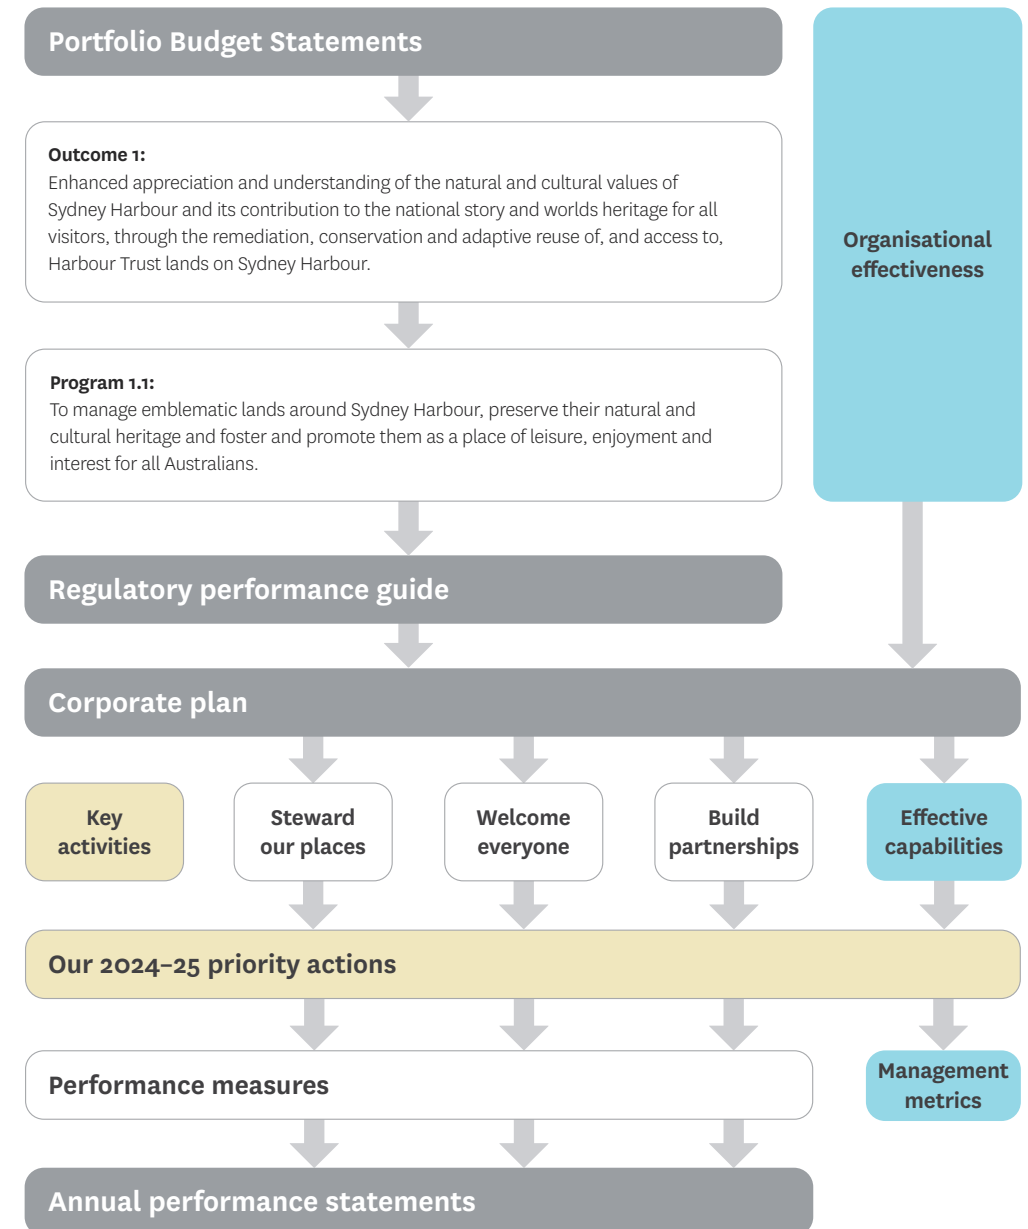 Portfolio Budget Statements
Outcome 1:
Enhanced appreciation and understanding of the natural and cultural values of
Sydney Harbour and its contribution to the national story and worlds heritage for all
visitors, through the remediation, conservation and adaptive reuse of, and access to,
Harbour Trust lands on Sydney Harbour.
Organisational
effectiveness
Program 1.1:
To manage emblematic lands around Sydney Harbour, preserve their natural and
cultural heritage and foster and promote them as a place of leisure, enjoyment and
interest for all Australians.
Regulatory performance guide
Corporate plan
Key
activities
Steward
our places
Welcome
everyone
Build
partnerships
Effective
capabilities
Our 2024–25 priority actions
Performance measures
Management
metrics
Annual performance statements